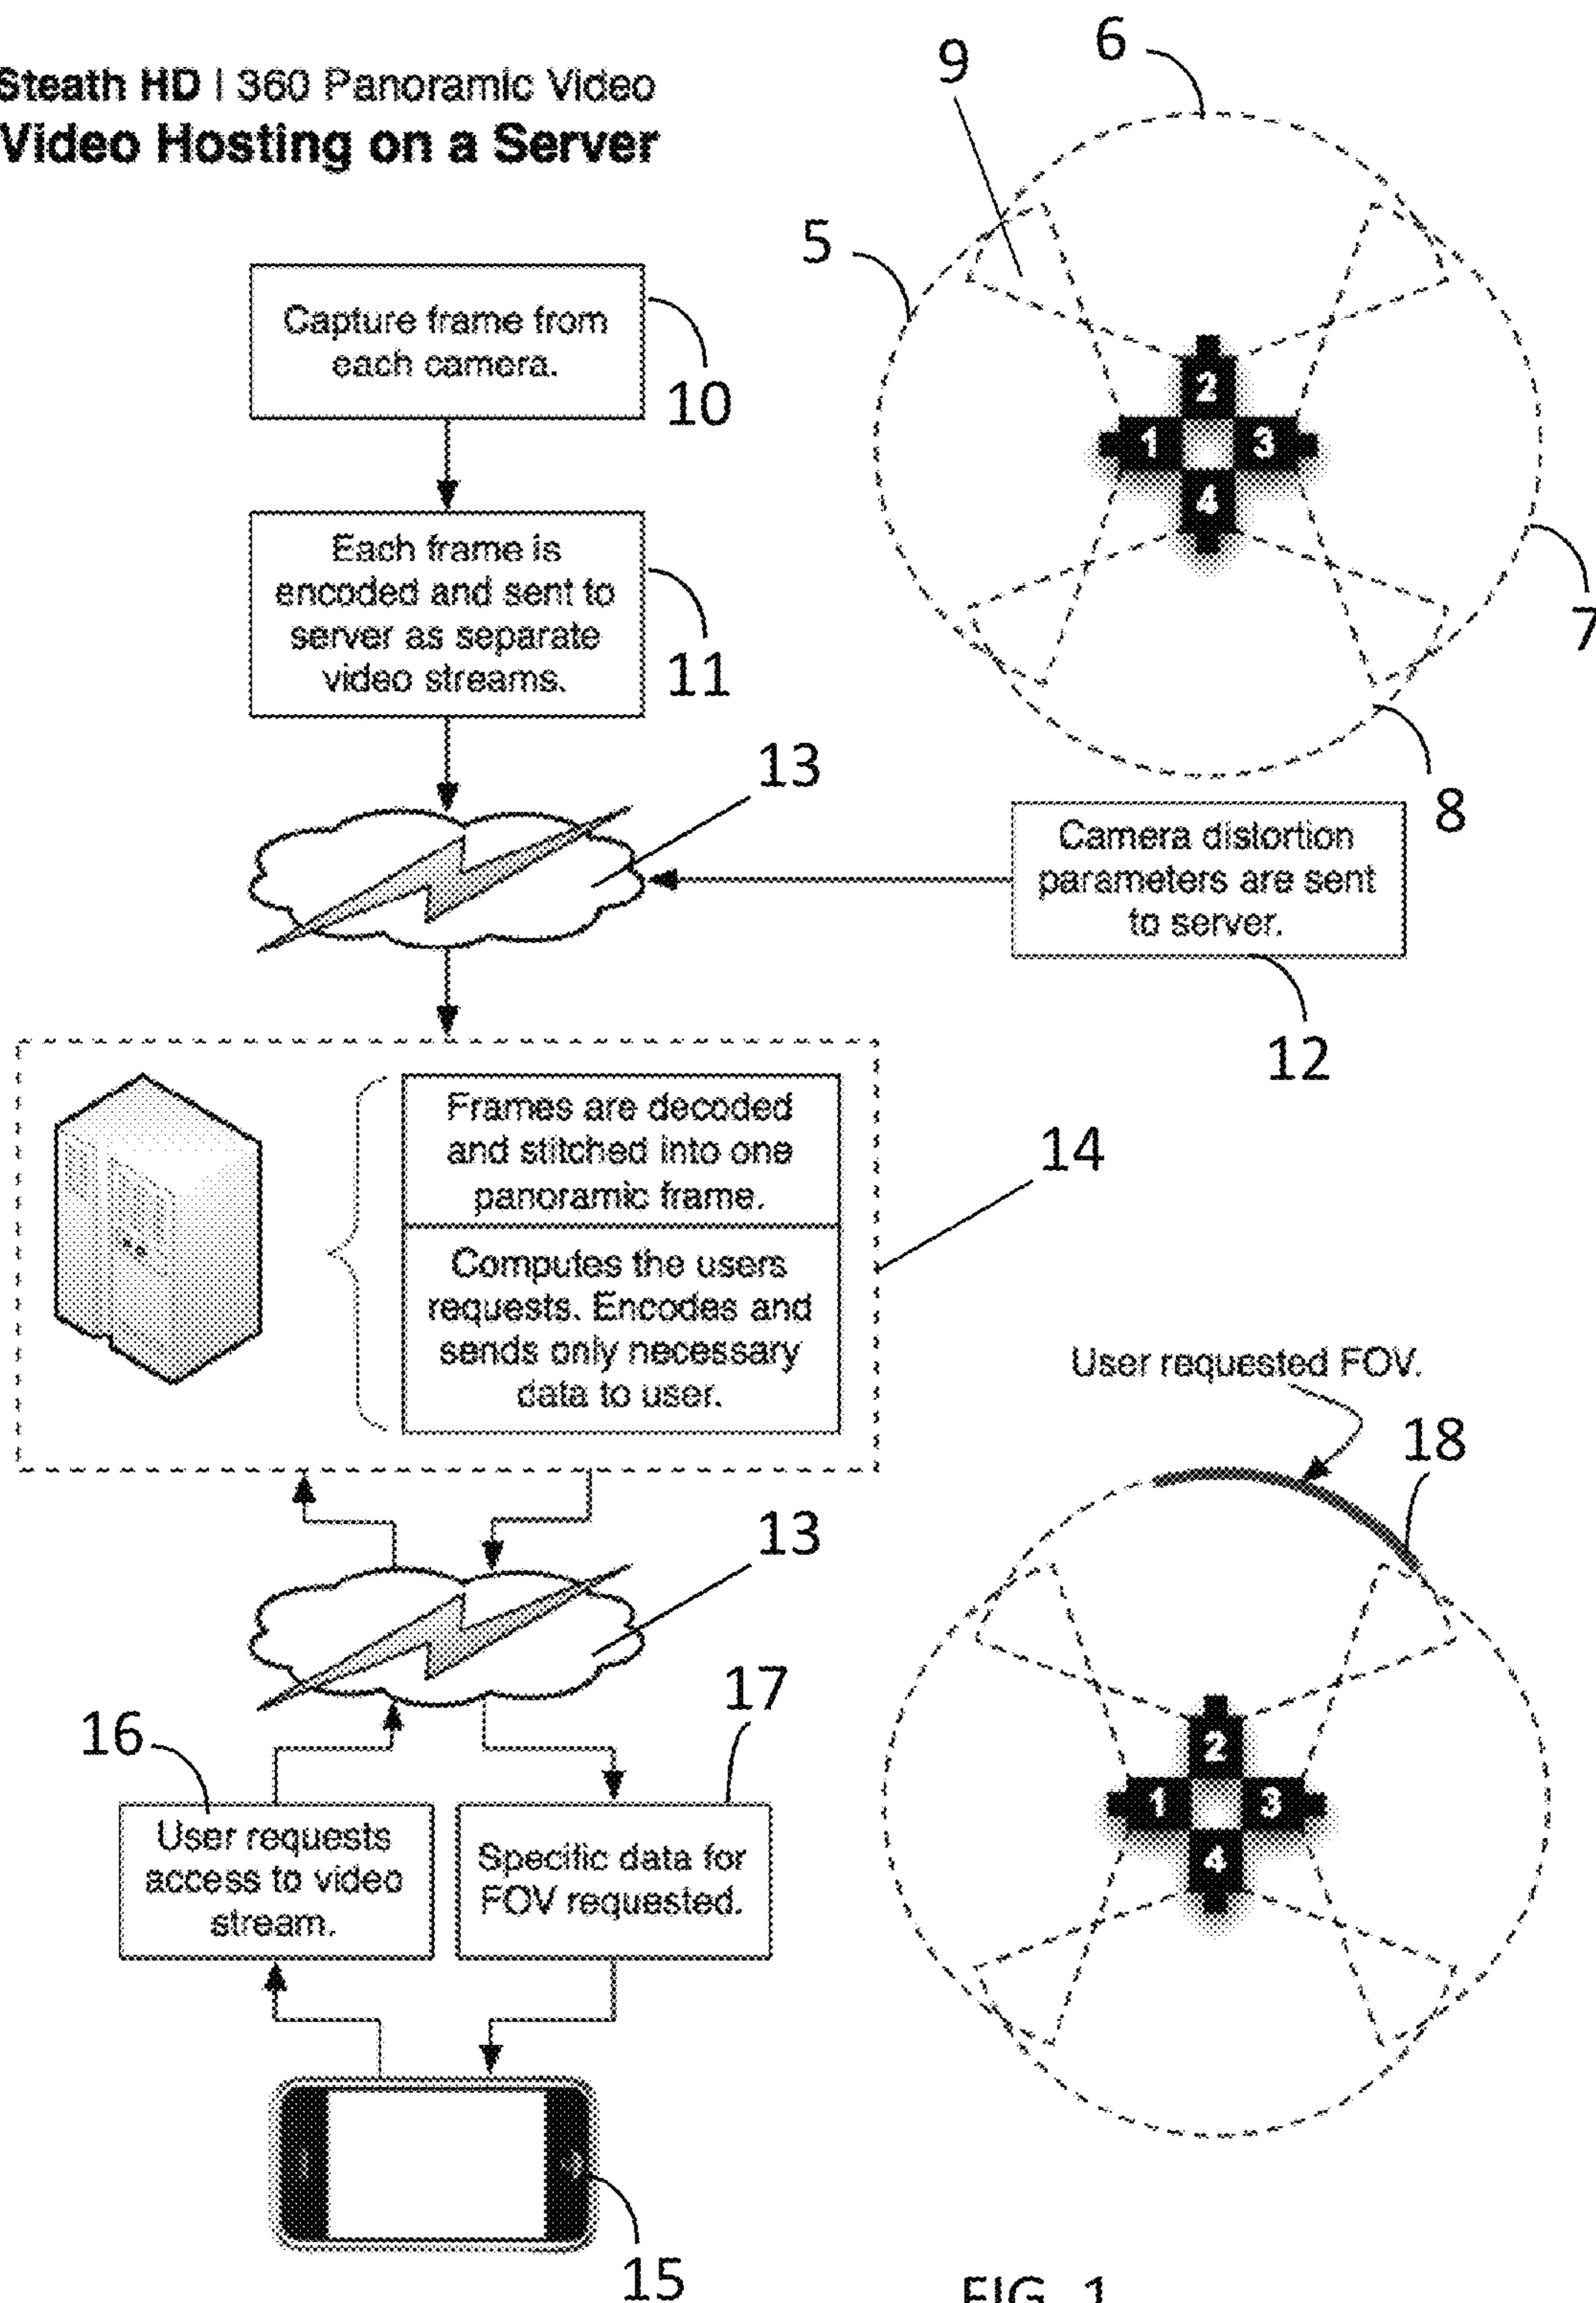 Steath HD | 360 Panoramic Video
Video Hosting on a Server
9
6
5
7
8
2
1
3
4
Capture frame from
each camera.
10
Each frame is
encoded and sent to
server as separate
video streams.
11
13
Camera distortion
parameters are sent
to server.
12
Frames are decoded
and stitched into one
panoramic frame.
Computes the users
requests. Encodes and
sends only necessary
data to user.
14
User requested FOV.
18
13
2
1
3
4
16
17
User requests
access to video
stream.
Specific data for
FOV requested.
15
FIG. 1